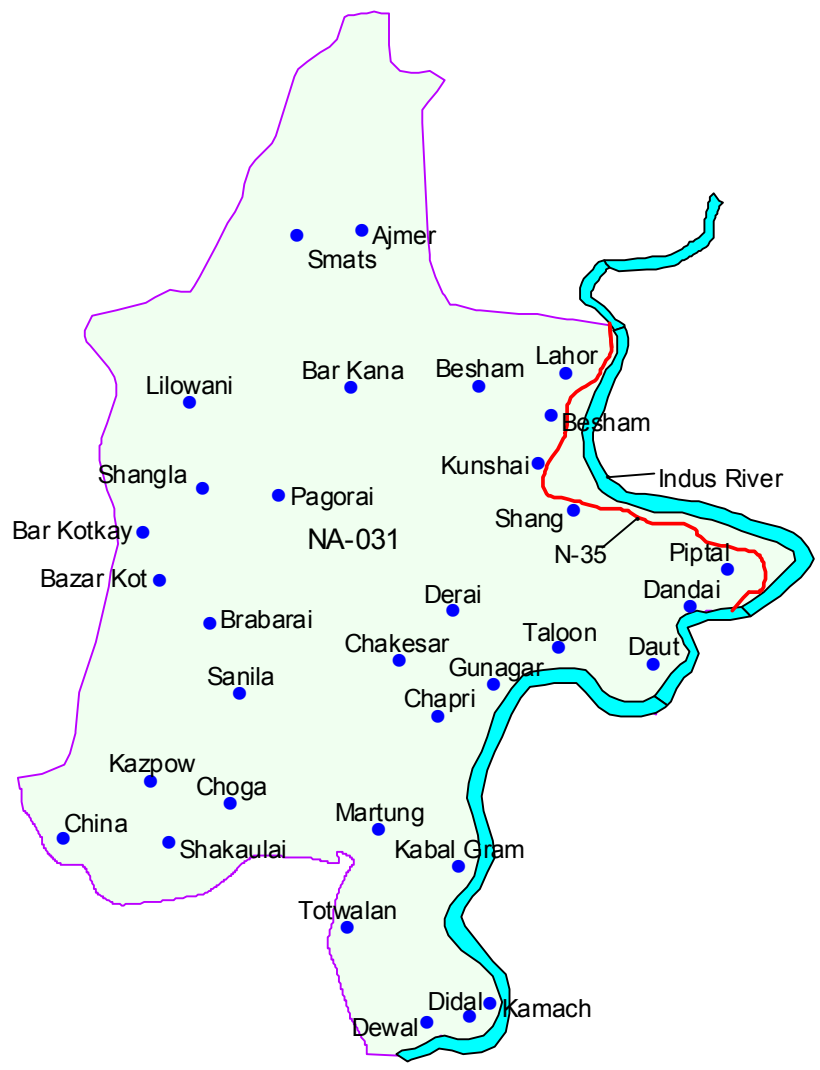 Ajmer
Smats
Lahor
Bar Kana
Besham
Lilowani
Besham
Kunshai
Shangla
Indus River
Pagorai
Shang
Bar Kotkay
NA-031
N-35
Piptal
Bazar Kot
Dandai
Derai
Brabarai
Taloon
Chakesar
Daut
Gunagar
Sanila
Chapri
Kazpow
Choga
Martung
China
Shakaulai
Kabal Gram
Totwalan
Didal
Kamach
Dewal